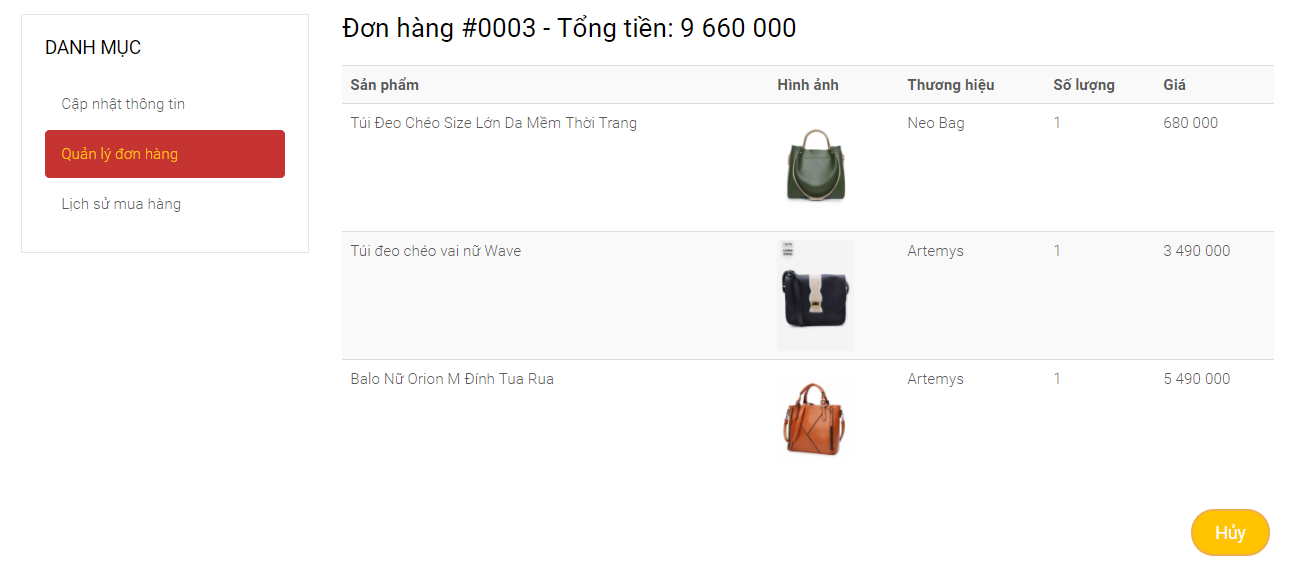 DANH MỤC
Cập nhật thông tin
Quản lý đơn hàng
Lịch sử mua hàng
Đơn hàng #0003 - Tổng tiền: 9 660 000
Sản phẩm Hình ảnh Thương hiệu Số lượng Giá
Túi Đeo Chéo Size Lớn Da Mềm Thời Trang Neo Bag 1 680 000
Túi đeo chéo vai nữ Wave Artemys 1 3 490 000
Balo Nữ Orion M Đính Tua Rua Artemys 1 5 490 000
Hủy